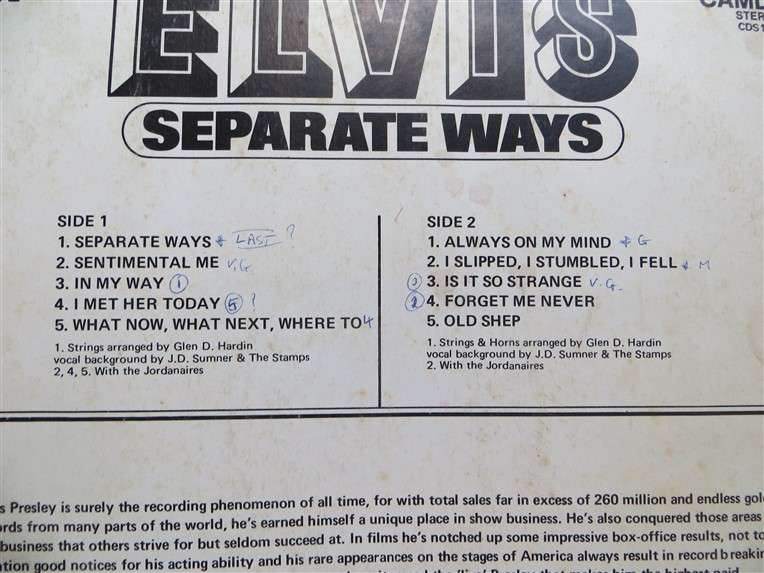 ELVIS
STER
CDS1
SEPARATE WAYS
SIDE 1
1. SEPARATE WAYS * LAST ?
2. SENTIMENTAL ME V.G.
3. IN MY WAY 1
4. I MET HER TODAY 5 !
5. WHAT NOW, WHAT NEXT, WHERE TO 4
1. Strings arranged by Glen D. Hardin
vocal background by J.D. Sumner & The Stamps
2, 4, 5. With the Jordanaires
SIDE 2
1. ALWAYS ON MY MIND * G
2. I SLIPPED, I STUMBLED, I FELL * M
3 3. IS IT SO STRANGE V.G.
2 4. FORGET ME NEVER
5. OLD SHEP
1. Strings & Horns arranged by Glen D. Hardin
vocal background by J.D. Sumner & The Stamps
2. With the Jordanaires
s Presley is surely the recording phenomenon of all time, for with total sales far in excess of 260 million and endless gol
ords from many parts of the world, he's earned himself a unique place in show business. He's also conquered those areas
business that others strive for but seldom succeed at. In films he's notched up some impressive box-office results, not to
ntion good notices for his acting ability and his rare appearances on the stages of America always result in record breakin